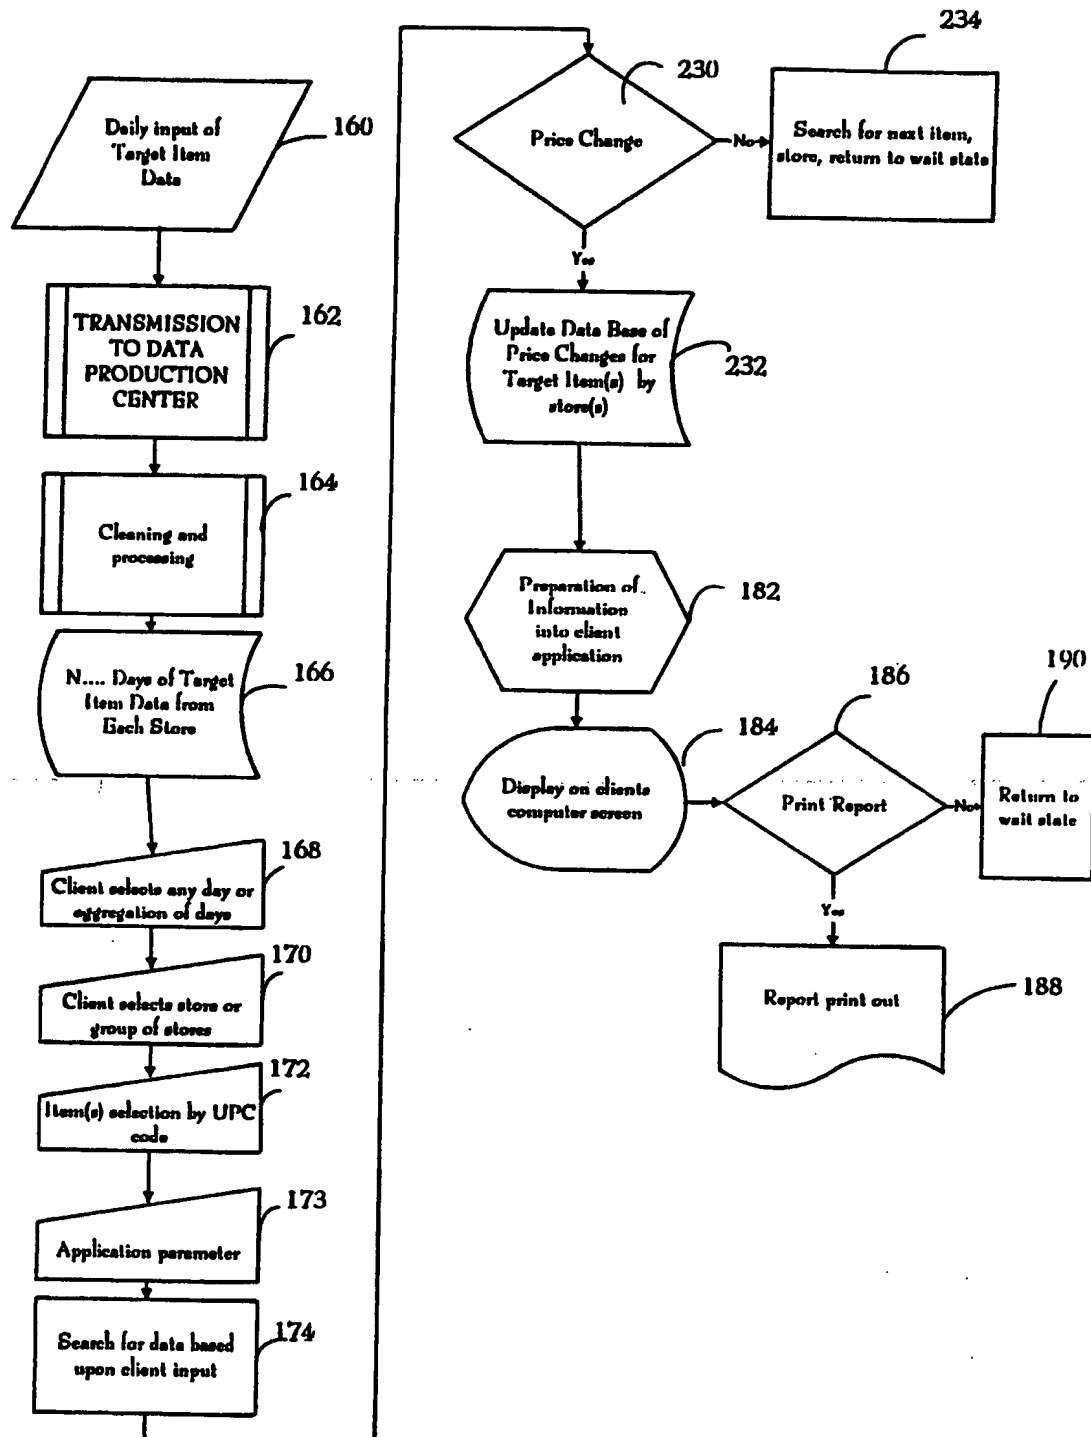 Daily input of
Target Item
Data
160
TRANSMISSION
TO DATA
PRODUCTION
CENTER
162
Cleaning and
processing
164
N.... Days of Target
Item Data from
Each Store
166
Client selects any day or
aggregation of days
168
Client selects store or
group of stores
170
Item(s) selection by UPC
code
172
Application parameter
173
Search for data based
upon client input
174
Price Change
230
No
Search for next item,
store, return to wait state
234
Yes
Update Data Base of
Price Changes for
Target Item(s) by
store(s)
232
Preparation of
Information
into client
application
182
Display on clients
computer screen
184
Print Report
186
No
Return to
wait state
190
Yes
Report print out
188